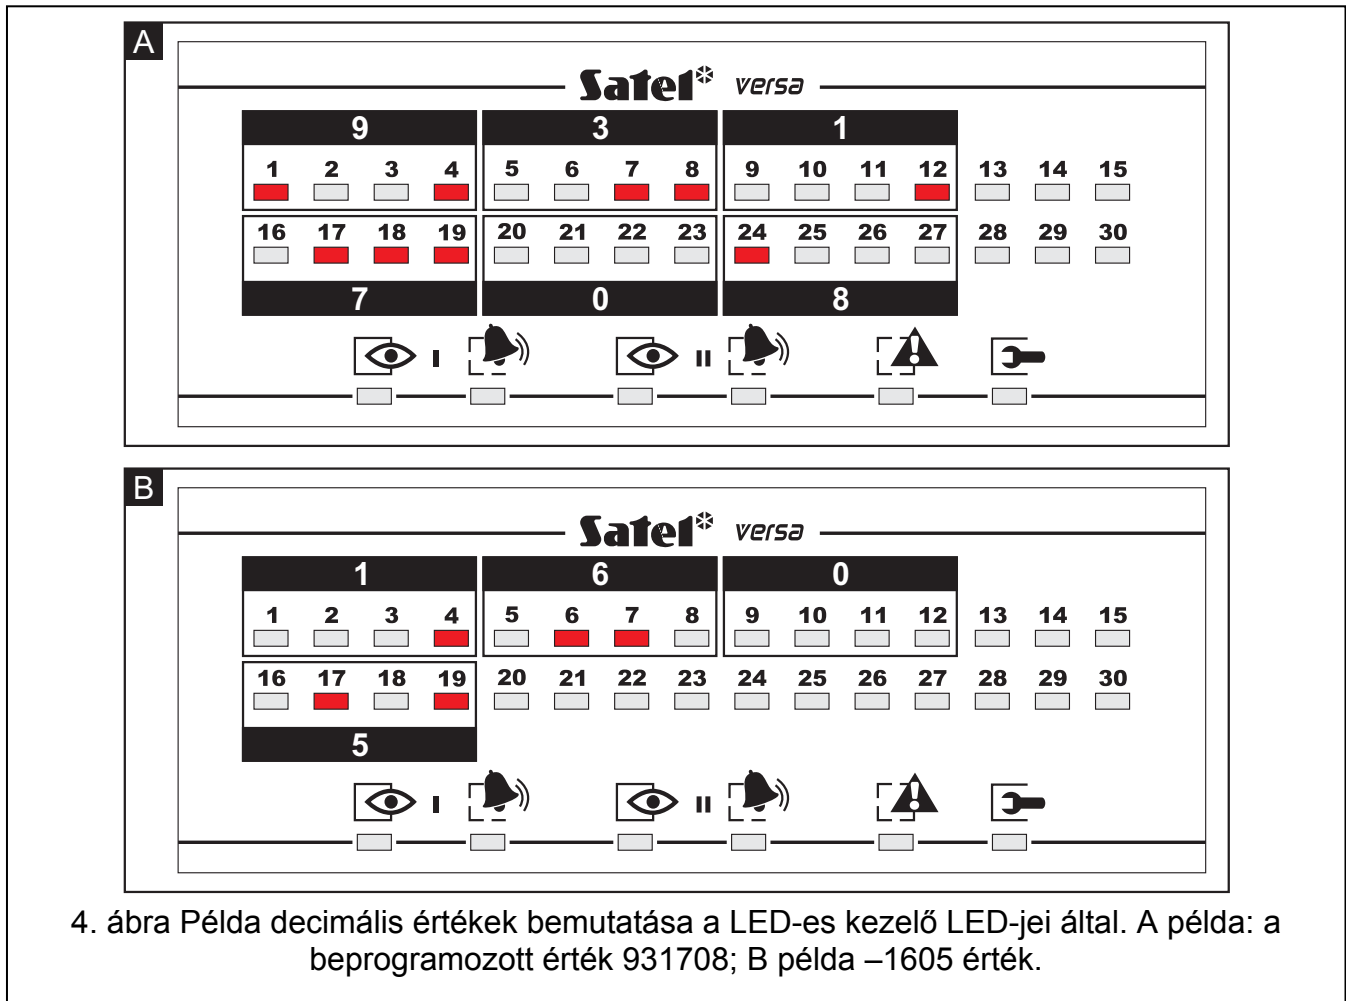 A
Satel versa
9 3 1
1 2 3 4 5 6 7 8 9 10 11 12 13 14 15
16 17 18 19 20 21 22 23 24 25 26 27 28 29 30
7 0 8
I II
B
Satel versa
1 6 0
1 2 3 4 5 6 7 8 9 10 11 12 13 14 15
16 17 18 19 20 21 22 23 24 25 26 27 28 29 30
5
I II
4. ábra Példa decimális értékek bemutatása a LED-es kezelő LED-jei által. A példa: a
beprogramozott érték 931708; B példa –1605 érték.